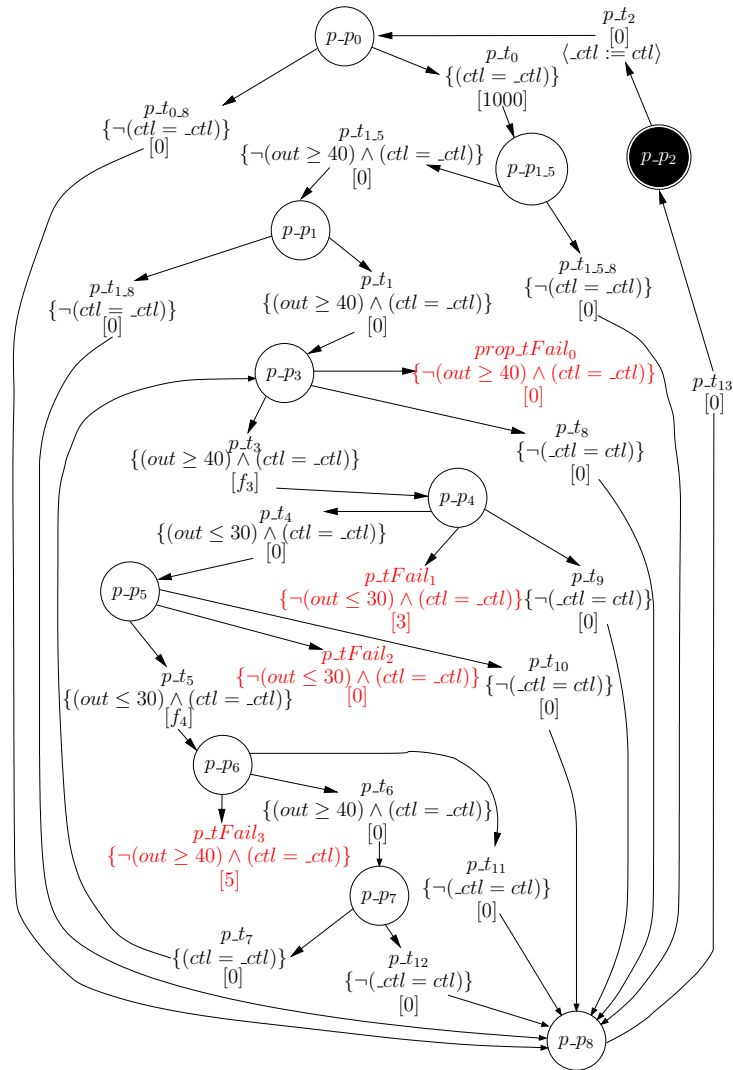 p_p₀
p_t₂
[0]
⟨_ctl := ctl⟩
p_t₀
{(ctl = _ctl)}
[1000]
p_t₀_₈
{¬(ctl = _ctl)}
[0]
p_t₁_₅
{¬(out ≥ 40) ∧ (ctl = _ctl)}
[0]
p_p₁_₅
p_p₂
p_p₁
p_t₁_₈
{¬(ctl = _ctl)}
[0]
p_t₁
{(out ≥ 40) ∧ (ctl = _ctl)}
[0]
p_t₁_₅_₈
{¬(ctl = _ctl)}
[0]
p_p₃
prop_tFail₀
{¬(out ≥ 40) ∧ (ctl = _ctl)}
[0]
p_t₁₃
[0]
p_t₃
{(out ≥ 40) ∧ (ctl = _ctl)}
[f₃]
p_t₈
{¬(_ctl = ctl)}
[0]
p_p₄
p_t₄
{(out ≤ 30) ∧ (ctl = _ctl)}
[0]
p_tFail₁
{¬(out ≤ 30) ∧ (ctl = _ctl)}
[3]
p_t₉
{¬(_ctl = ctl)}
[0]
p_p₅
p_t₅
{(out ≤ 30) ∧ (ctl = _ctl)}
[f₄]
p_tFail₂
{¬(out ≤ 30) ∧ (ctl = _ctl)}
[0]
p_t₁₀
{¬(_ctl = ctl)}
[0]
p_p₆
p_t₆
{(out ≥ 40) ∧ (ctl = _ctl)}
[0]
p_tFail₃
{¬(out ≥ 40) ∧ (ctl = _ctl)}
[5]
p_t₁₁
{¬(_ctl = ctl)}
[0]
p_p₇
p_t₇
{(ctl = _ctl)}
[0]
p_t₁₂
{¬(_ctl = ctl)}
[0]
p_p₈